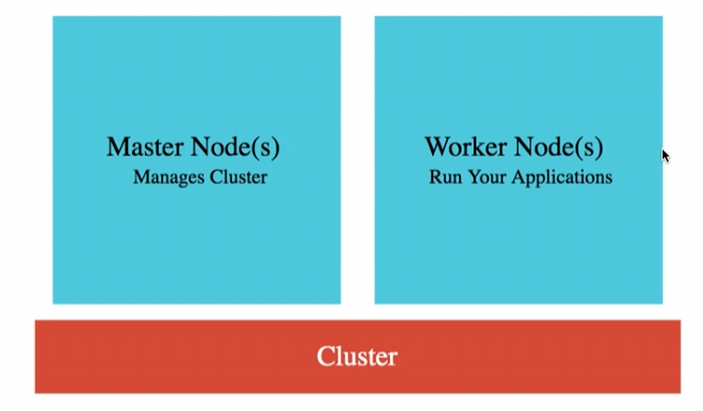 Master Node(s)
Manages Cluster
Worker Node(s)
Run Your Applications
Cluster